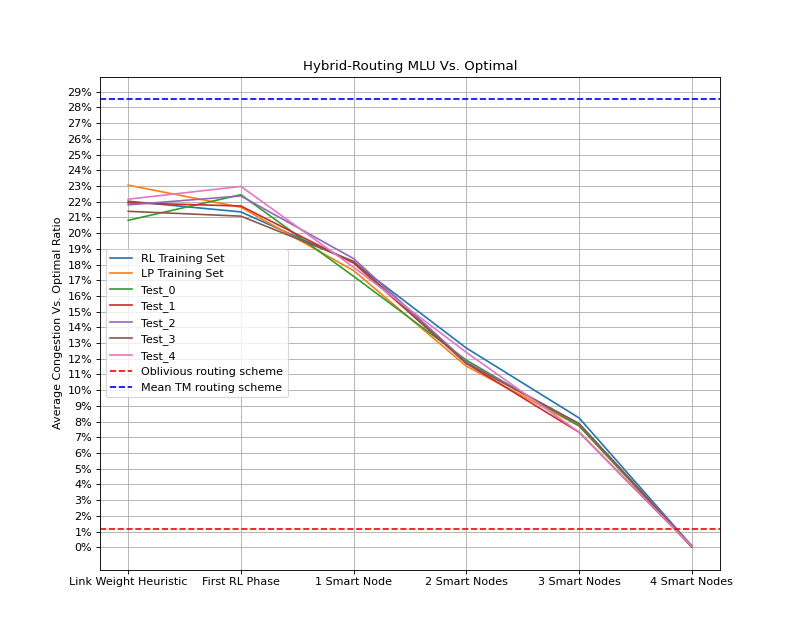 Hybrid-Routing MLU Vs. Optimal
Average Congestion Vs. Optimal Ratio
29%
28%
27%
26%
25%
24%
23%
22%
21%
20%
19%
18%
17%
16%
15%
14%
13%
12%
11%
10%
9%
8%
7%
6%
5%
4%
3%
2%
1%
0%
RL Training Set
LP Training Set
Test_0
Test_1
Test_2
Test_3
Test_4
Oblivious routing scheme
Mean TM routing scheme
Link Weight Heuristic
First RL Phase
1 Smart Node
2 Smart Nodes
3 Smart Nodes
4 Smart Nodes